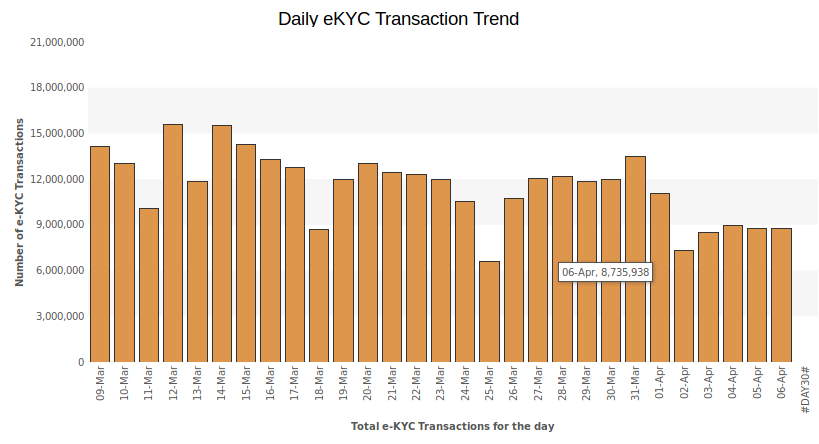 Daily eKYC Transaction Trend
21,000,000
18,000,000
15,000,000
12,000,000
9,000,000
6,000,000
3,000,000
0
Number of e-KYC Transactions
06-Apr, 8,735,938
09-Mar
10-Mar
11-Mar
12-Mar
13-Mar
14-Mar
15-Mar
16-Mar
17-Mar
18-Mar
19-Mar
20-Mar
21-Mar
22-Mar
23-Mar
24-Mar
25-Mar
26-Mar
27-Mar
28-Mar
29-Mar
30-Mar
31-Mar
01-Apr
02-Apr
03-Apr
04-Apr
05-Apr
06-Apr
#DAY30#
Total e-KYC Transactions for the day